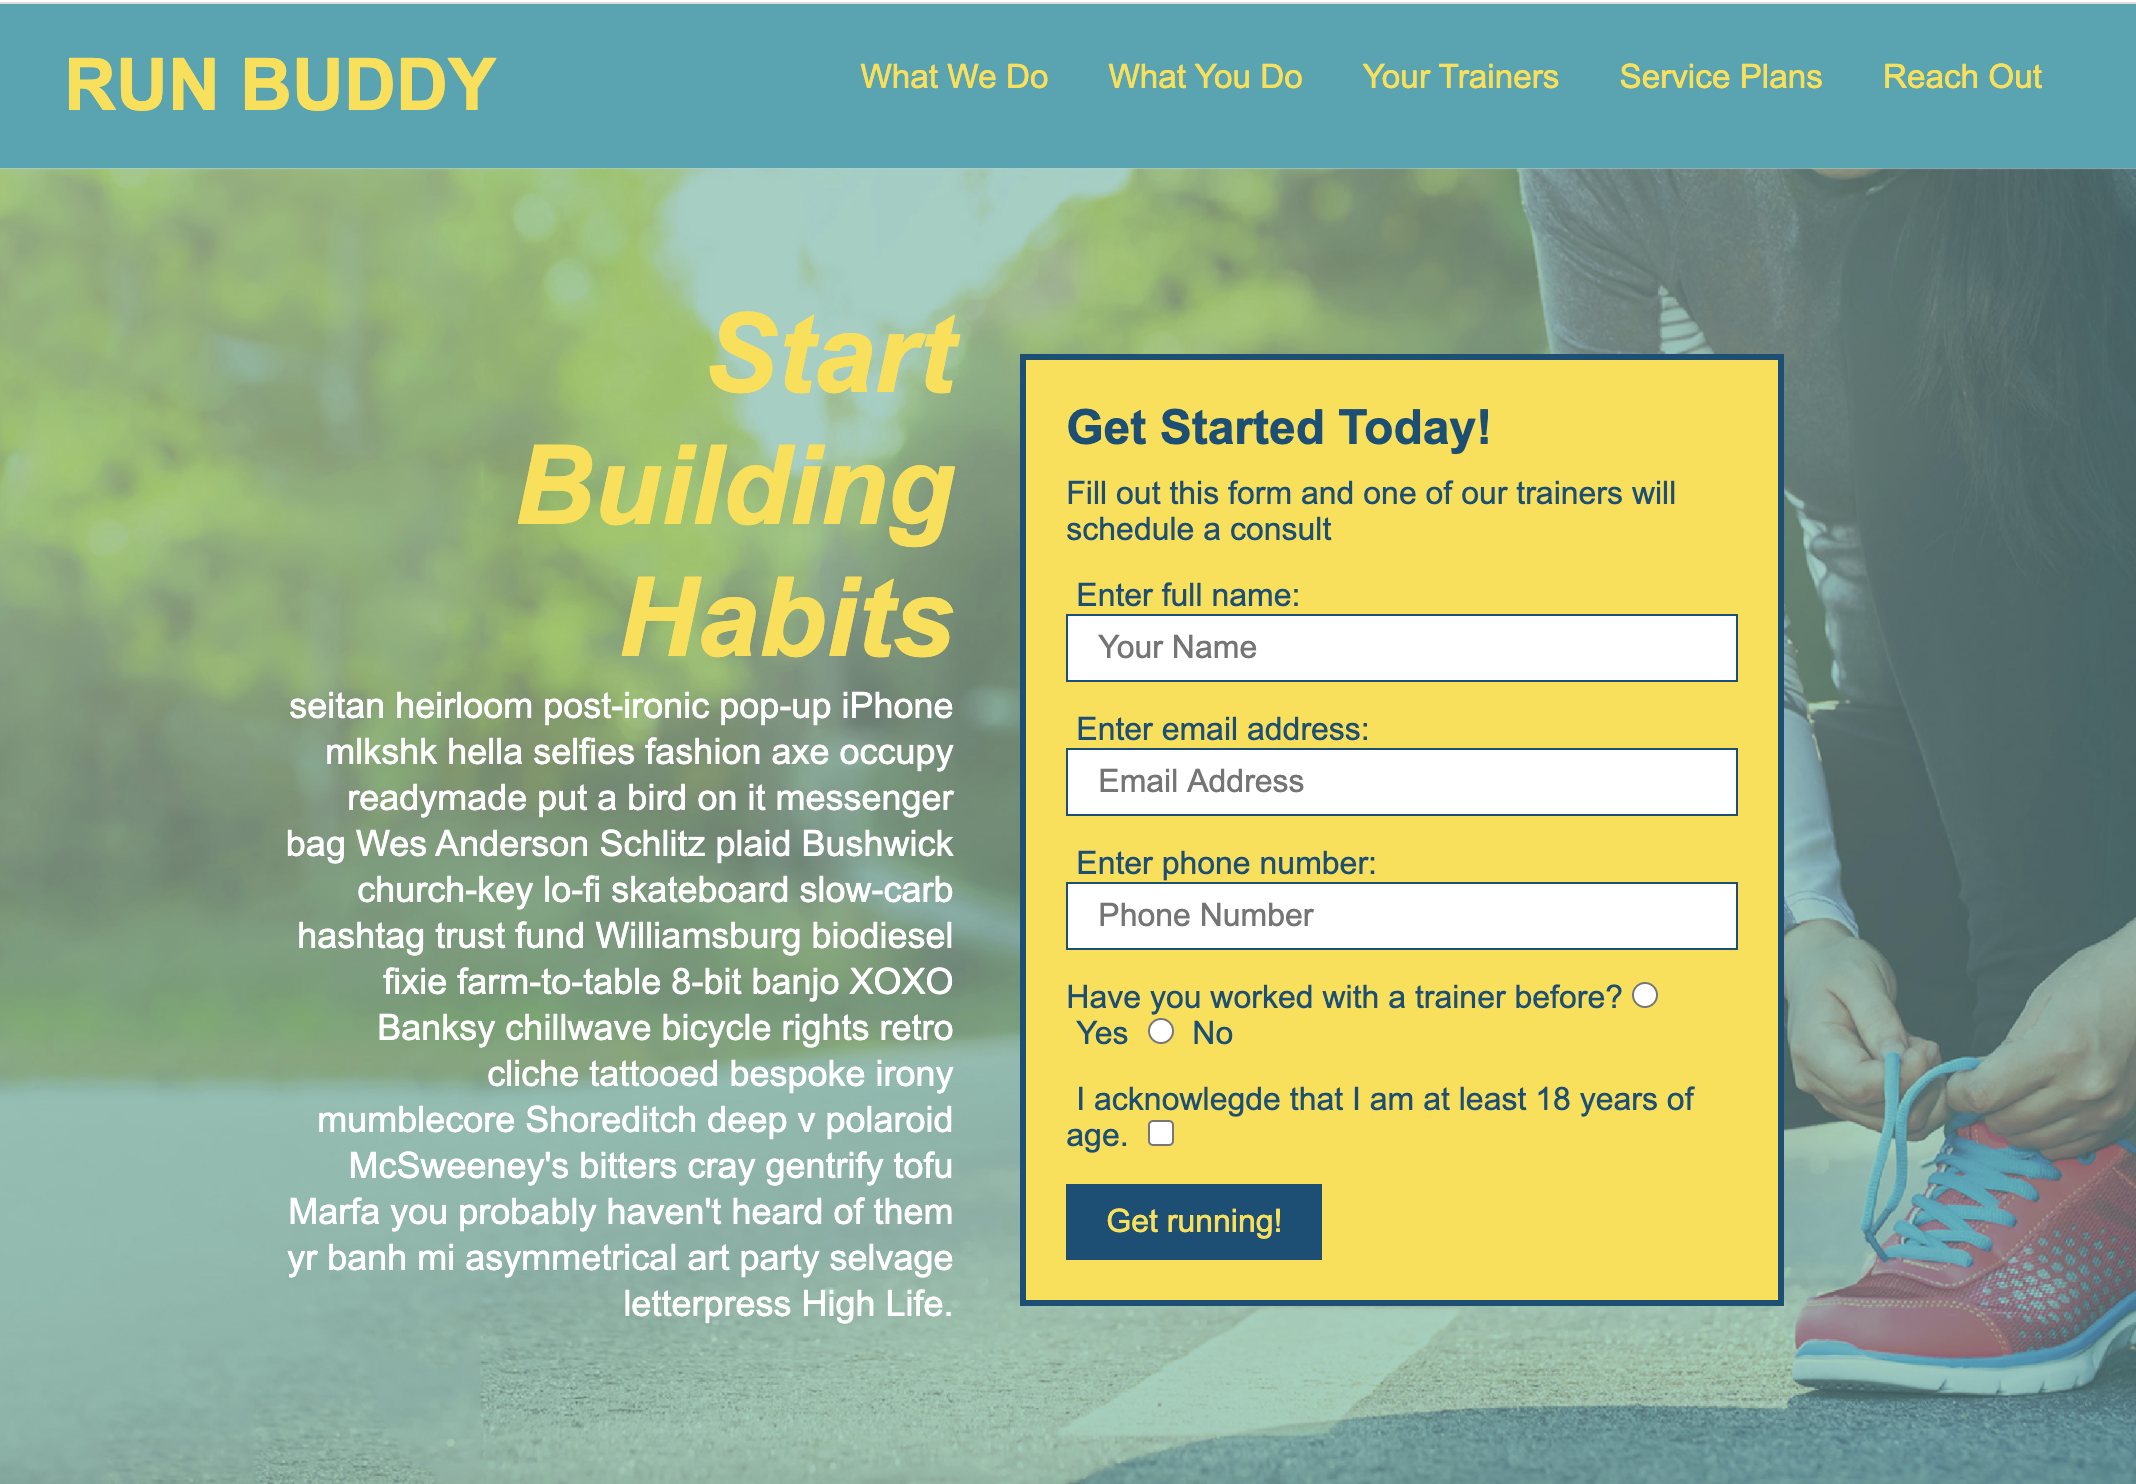 RUN BUDDY
What We Do What You Do Your Trainers Service Plans Reach Out
Start
Building
Habits
seitan heirloom post-ironic pop-up iPhone
mlkshk hella selfies fashion axe occupy
readymade put a bird on it messenger
bag Wes Anderson Schlitz plaid Bushwick
church-key lo-fi skateboard slow-carb
hashtag trust fund Williamsburg biodiesel
fixie farm-to-table 8-bit banjo XOXO
Banksy chillwave bicycle rights retro
cliche tattooed bespoke irony
mumblecore Shoreditch deep v polaroid
McSweeney's bitters cray gentrify tofu
Marfa you probably haven't heard of them
yr banh mi asymmetrical art party selvage
letterpress High Life.
Get Started Today!
Fill out this form and one of our trainers will
schedule a consult
Enter full name:
Your Name
Enter email address:
Email Address
Enter phone number:
Phone Number
Have you worked with a trainer before?
Yes No
I acknowlegde that I am at least 18 years of
age.
Get running!